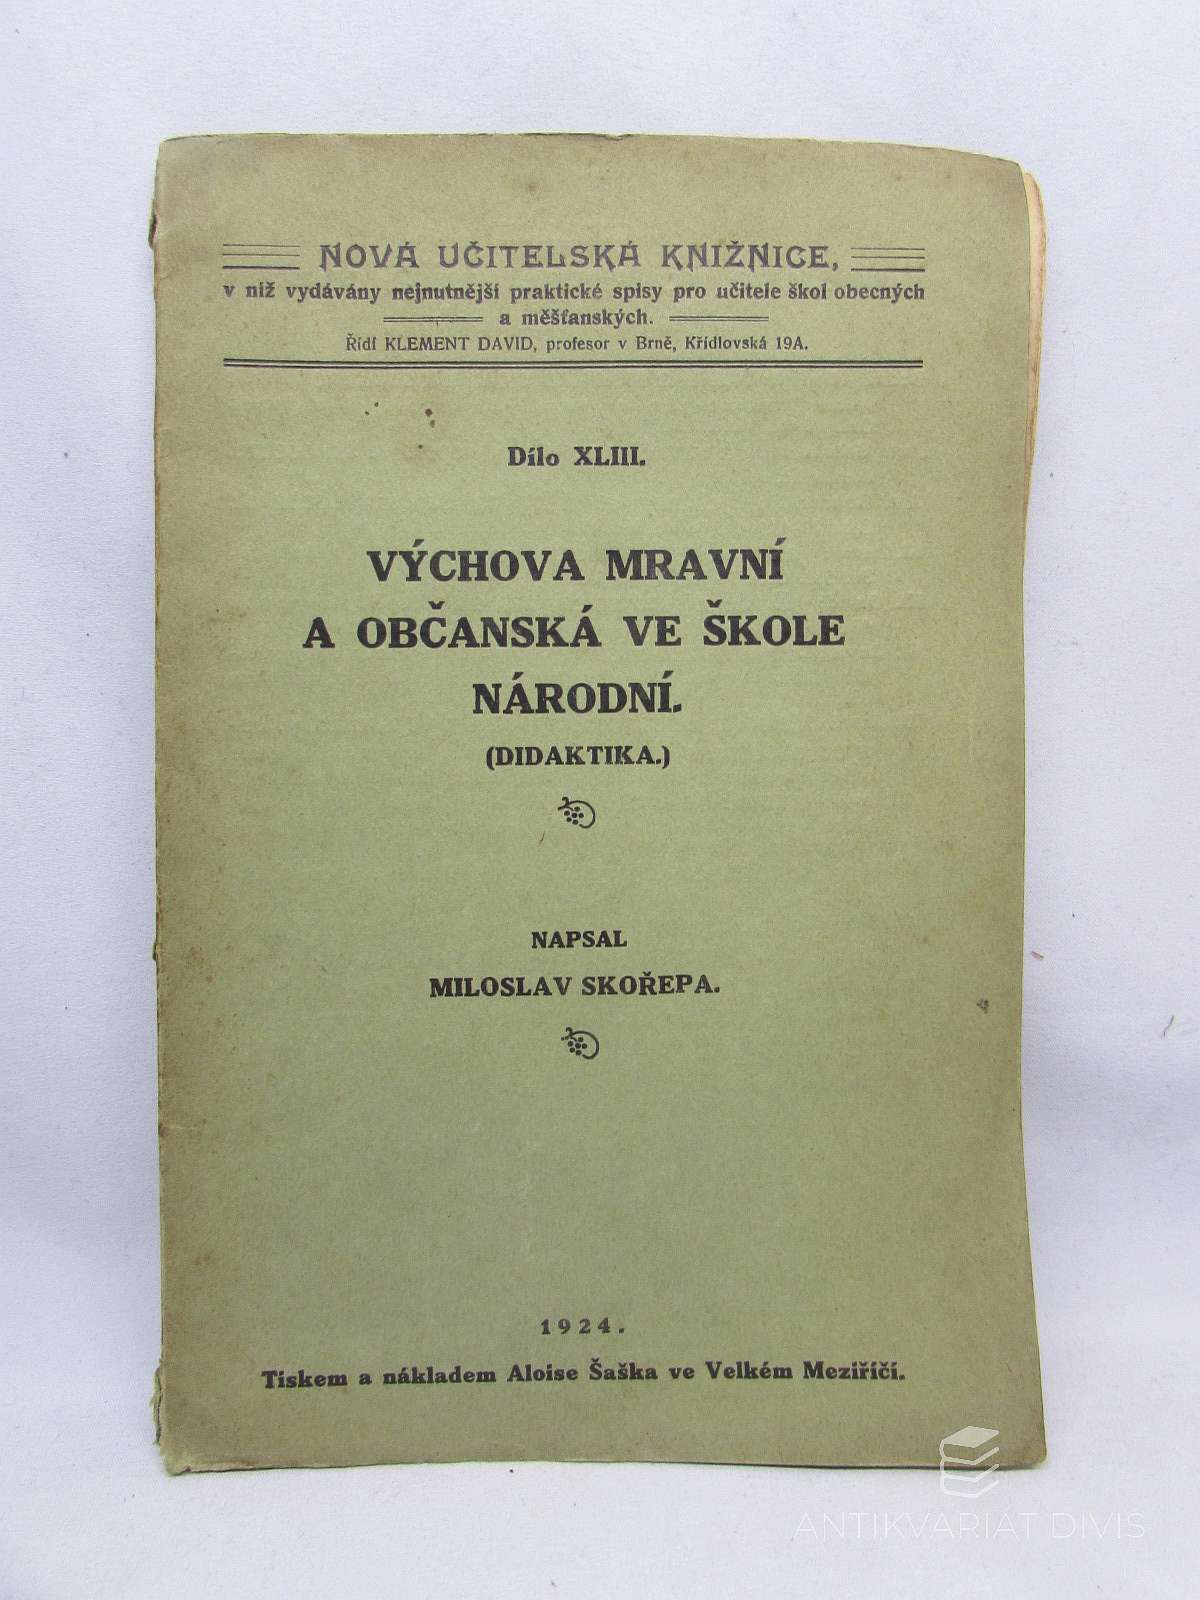 NOVÁ UČITELSKÁ KNIŽNICE,
v níž vydávány nejnutnější praktické spisy pro učitele škol obecných
a měšťanských.
Řídí KLEMENT DAVID, profesor v Brně, Křídlovská 19A.
Dílo XLIII.
VÝCHOVA MRAVNÍ
A OBČANSKÁ VE ŠKOLE
NÁRODNÍ.
(DIDAKTIKA.)
NAPSAL
MILOSLAV SKOŘEPA.
1924.
Tiskem a nákladem Aloise Šaška ve Velkém Meziříčí.
ANTIKVARIAT DIVIS